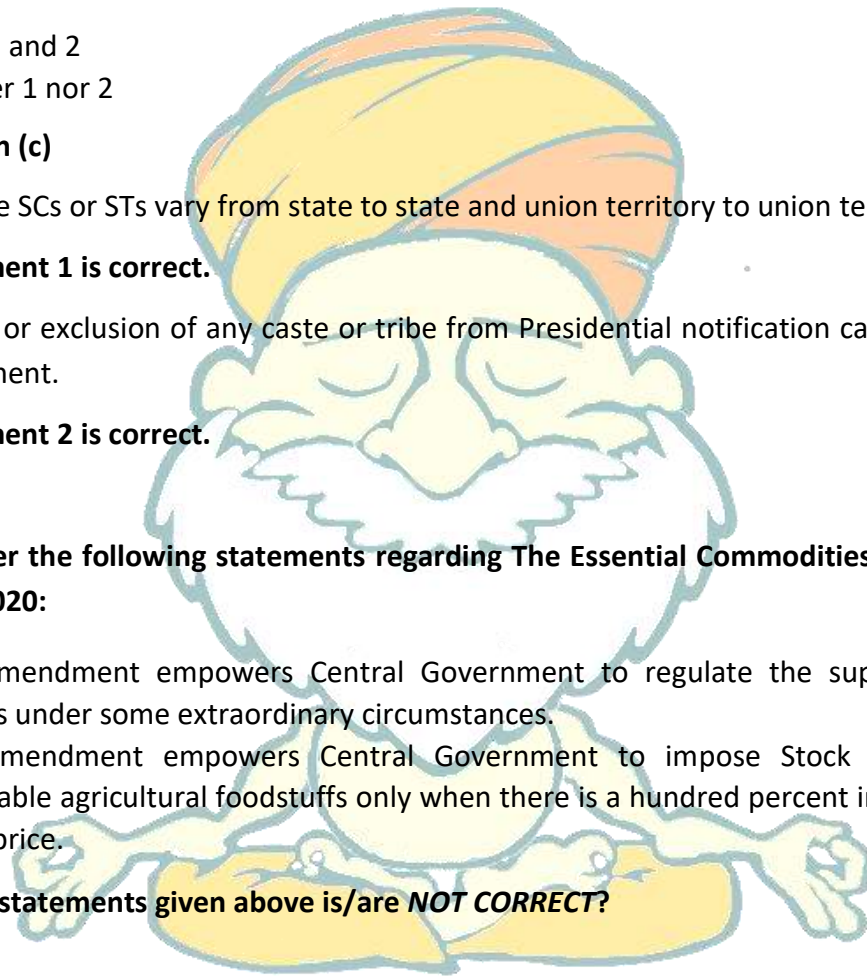 and 2
er 1 nor 2
n (c)
e SCs or STs vary from state to state and union territory to union te
ment 1 is correct.
or exclusion of any caste or tribe from Presidential notification ca
ment.
ment 2 is correct.
er the following statements regarding The Essential Commodities
020:
mendment empowers Central Government to regulate the sup
s under some extraordinary circumstances.
mendment empowers Central Government to impose Stock
able agricultural foodstuffs only when there is a hundred percent i
price.
statements given above is/are NOT CORRECT?